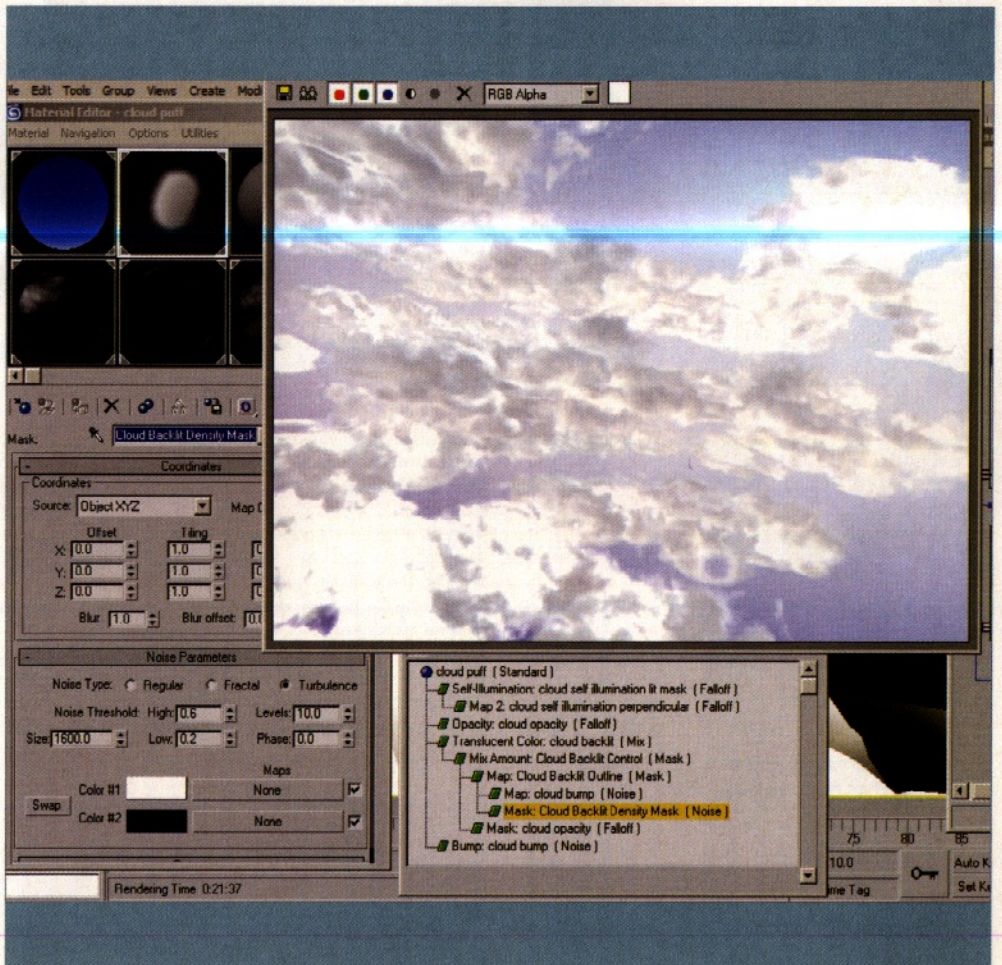 File Edit Tools Group Views Create Modi
Material Editor - cloud puff
Material Navigation Options Utilities
RGB Alpha
Mask:
Cloud Backlit Density Mask
Coordinates
Coordinates
Source: Object XYZ
Offset Tiling
X: 0.0 1.0
Y: 0.0 1.0
Z: 0.0 1.0
Blur 1.0 Blur offset:
Noise Parameters
Noise Type: Regular Fractal Turbulence
Noise Threshold: High: 0.6 Levels: 10.0
Size: 1600.0 Low: 0.2 Phase: 0.0
Maps
Color #1 None
Swap
Color #2 None
cloud puff ( Standard )
Self-Illumination: cloud self illumination lit mask ( Falloff )
Map 2: cloud self illumination perpendicular ( Falloff )
Opacity: cloud opacity ( Falloff )
Translucent Color: cloud backlit ( Mix )
Mix Amount: Cloud Backlit Control ( Mask )
Map: Cloud Backlit Outline ( Mask )
Map: cloud bump ( Noise )
Mask: Cloud Backlit Density Mask ( Noise )
Mask: cloud opacity ( Falloff )
Bump: cloud bump ( Noise )
75 80 85
10.0 Auto K
me Tag Set Ke
Rendering Time 0:21:37